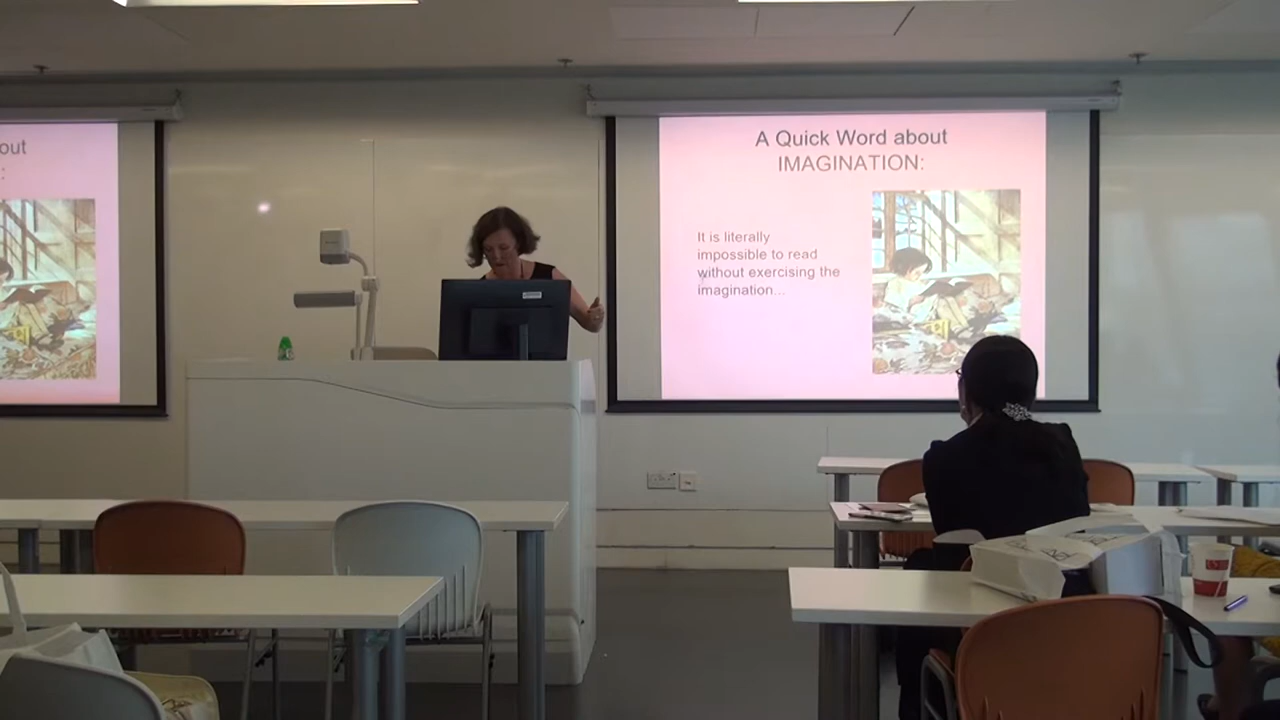 out
:
A Quick Word about
IMAGINATION:
It is literally
impossible to read
without exercising the
imagination...